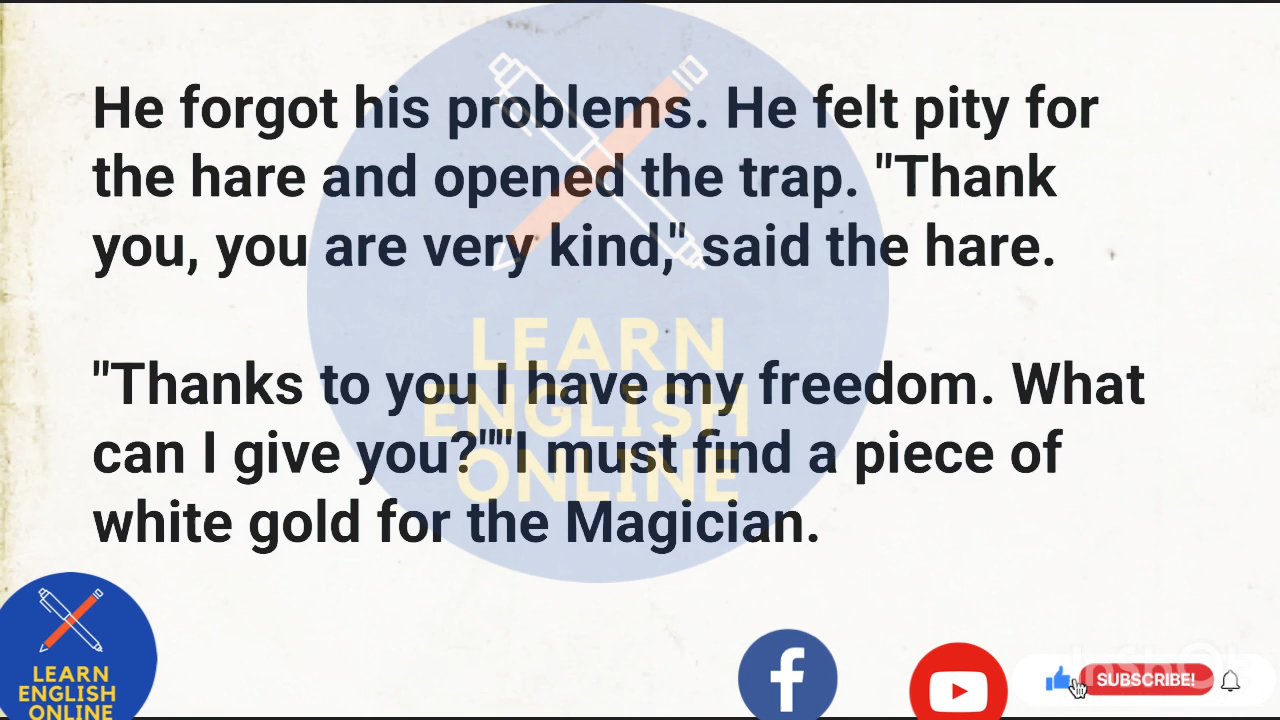 He forgot his problems. He felt pity for
the hare and opened the trap. "Thank
you, you are very kind," said the hare.
"Thanks to you I have my freedom. What
can I give you?""I must find a piece of
white gold for the Magician.
LEARN
ENGLISH
ONLINE
LEARN
ENGLISH
ONLINE
SUBSCRIBE!